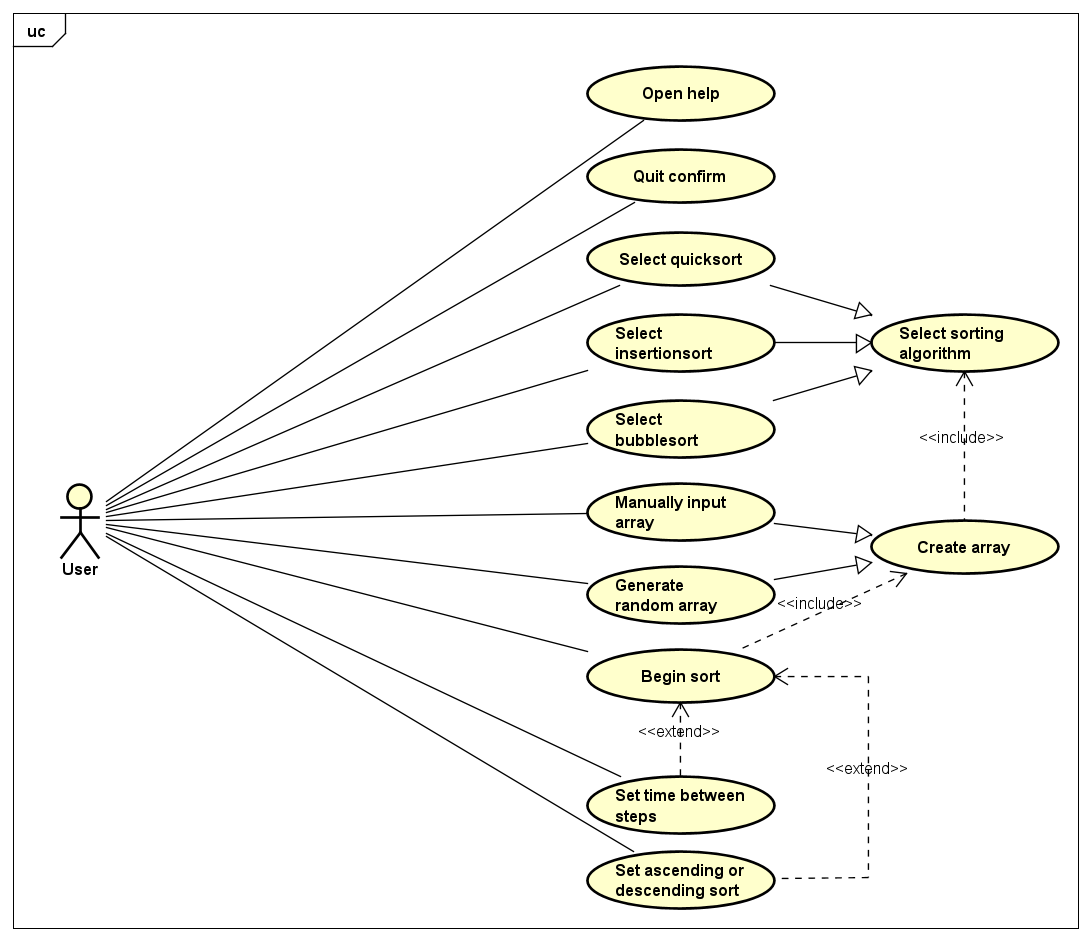 uc
Open help
Quit confirm
Select quicksort
Select
insertionsort
Select sorting
algorithm
Select
bubblesort
<<include>>
Manually input
array
Create array
User
Generate
random array
<<include>>
Begin sort
<<extend>>
<<extend>>
Set time between
steps
Set ascending or
descending sort